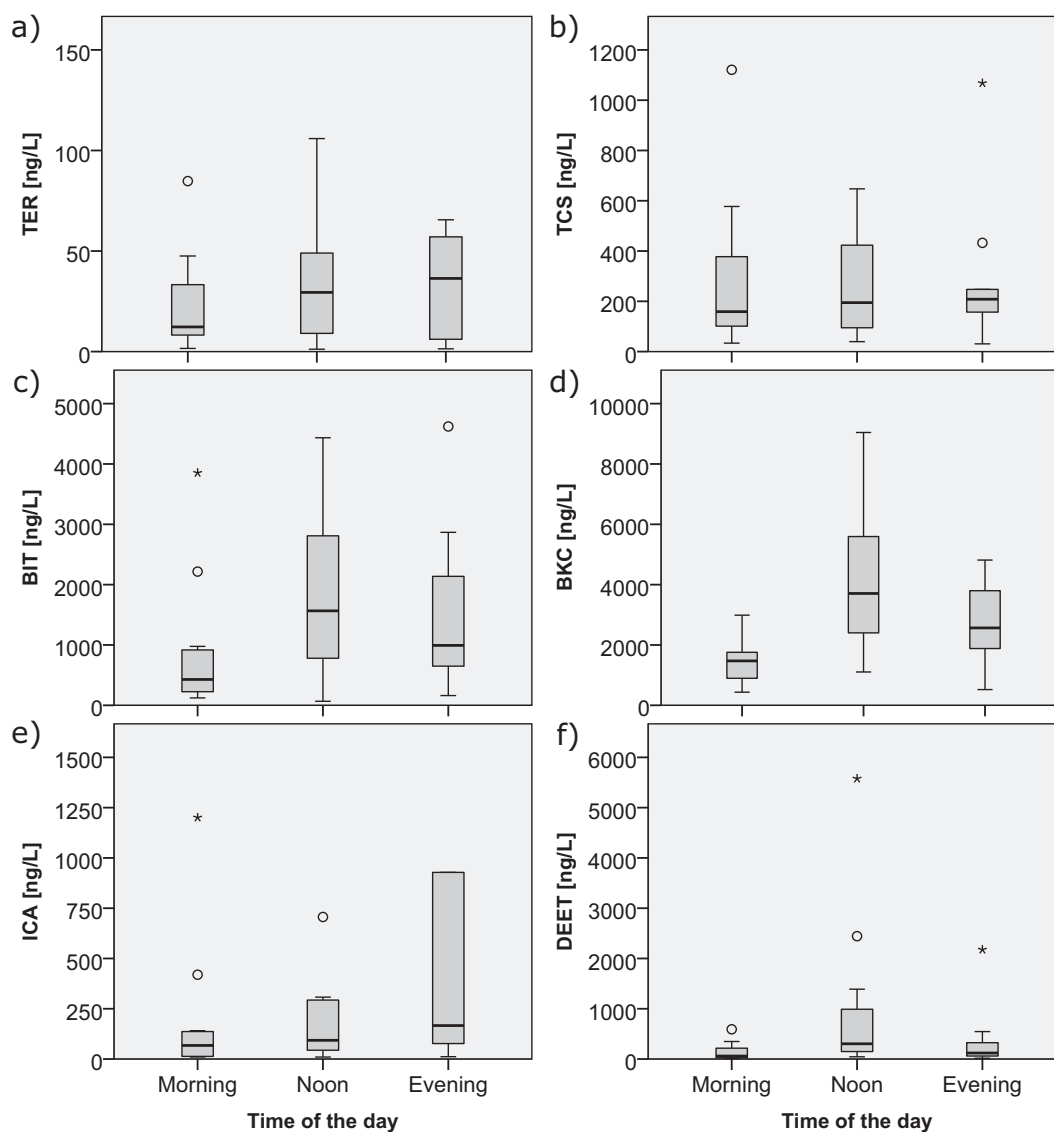 a)
150
100
50
0
TER [ng/L]
b)
1200
1000
800
600
400
200
0
TCS [ng/L]
c)
5000
4000
3000
2000
1000
0
BIT [ng/L]
d)
10000
8000
6000
4000
2000
0
BKC [ng/L]
e)
1500
1250
1000
750
500
250
0
ICA [ng/L]
Morning Noon Evening
Time of the day
f)
6000
5000
4000
3000
2000
1000
0
DEET [ng/L]
Morning Noon Evening
Time of the day